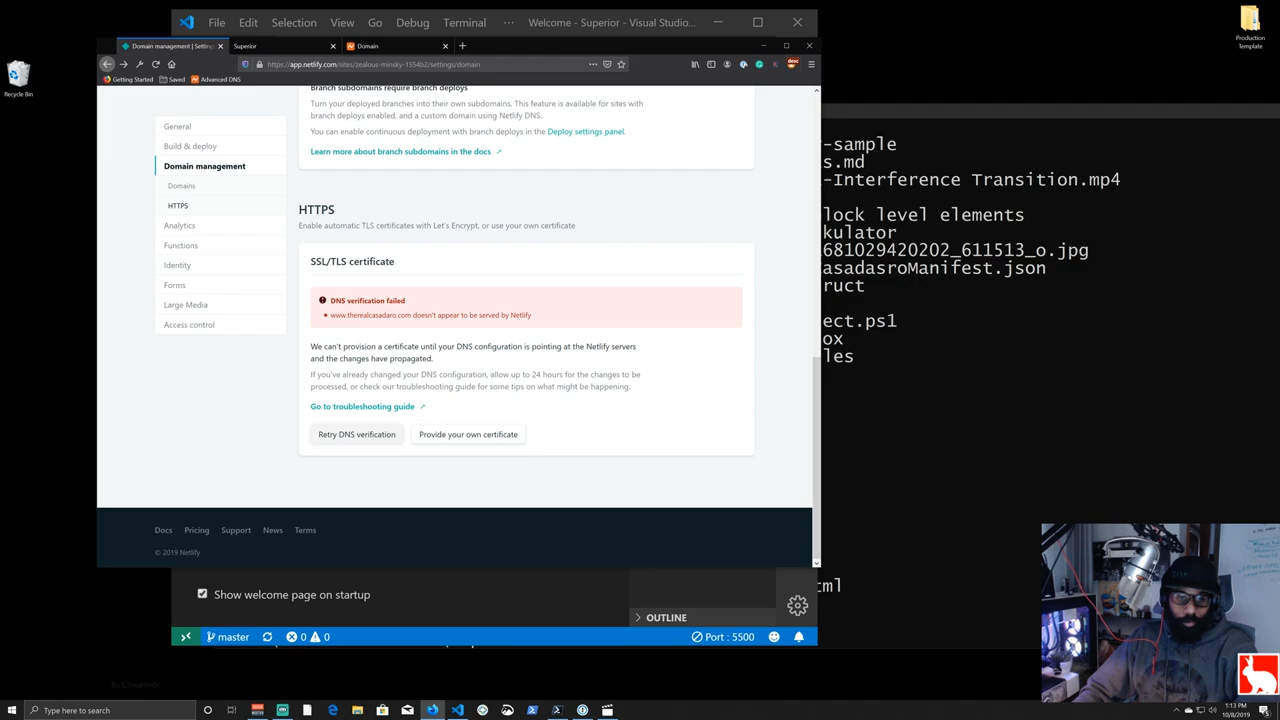 File Edit Selection View Go Debug Terminal ··· Welcome - Superior - Visual Studio...
Production
Template
Recycle Bin
Domain management | Setting
Superior
Domain
https://app.netlify.com/sites/zealous-minsky-1554b2/settings/domain
Getting Started
Saved
Advanced DNS
Branch subdomains require branch deploys
Turn your deployed branches into their own subdomains. This feature is available for sites with
branch deploys enabled, and a custom domain using Netlify DNS.
You can enable continuous deployment with branch deploys in the Deploy settings panel.
Learn more about branch subdomains in the docs
General
Build & deploy
Domain management
Domains
HTTPS
Analytics
Functions
Identity
Forms
Large Media
Access control
HTTPS
Enable automatic TLS certificates with Let's Encrypt, or use your own certificate
SSL/TLS certificate
DNS verification failed
www.therealcasadaro.com doesn't appear to be served by Netlify
We can't provision a certificate until your DNS configuration is pointing at the Netlify servers
and the changes have propagated.
If you've already changed your DNS configuration, allow up to 24 hours for the changes to be
processed, or check our troubleshooting guide for some tips on what might be happening.
Go to troubleshooting guide
Retry DNS verification
Provide your own certificate
Docs Pricing Support News Terms
© 2019 Netlify
-sample
s.md
-Interference Transition.mp4
lock level elements
kulator
681029420202_611513_o.jpg
asadasroManifest.json
ruct
ect.ps1
ox
les
ml
Show welcome page on startup
OUTLINE
master
0
0
Port : 5500
Type here to search
1:13 PM
10/8/2019